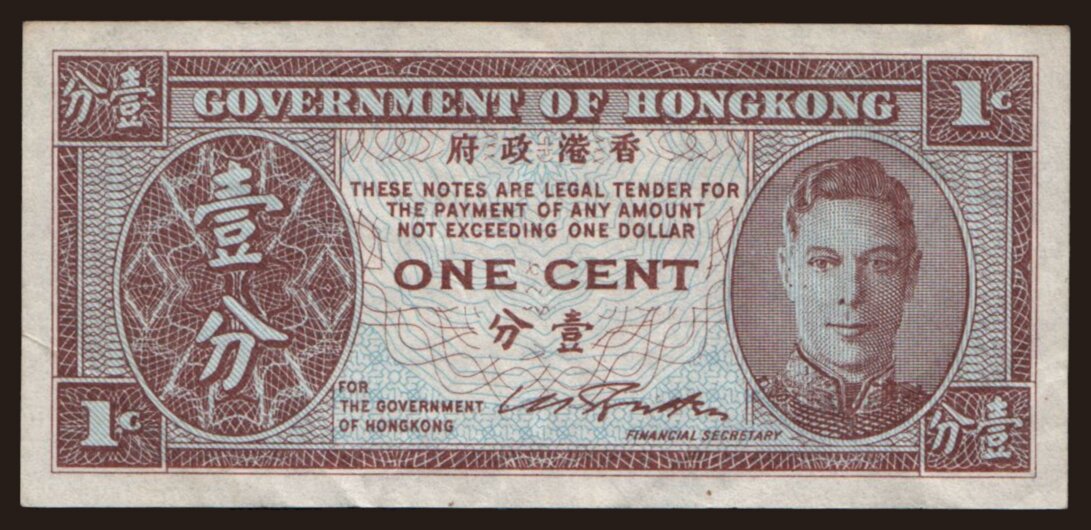 壹分
1c
GOVERNMENT OF HONGKONG
香港政府
壹分
THESE NOTES ARE LEGAL TENDER FOR
THE PAYMENT OF ANY AMOUNT
NOT EXCEEDING ONE DOLLAR
ONE CENT
壹分
FOR
THE GOVERNMENT
OF HONGKONG
FINANCIAL SECRETARY
1c
壹分